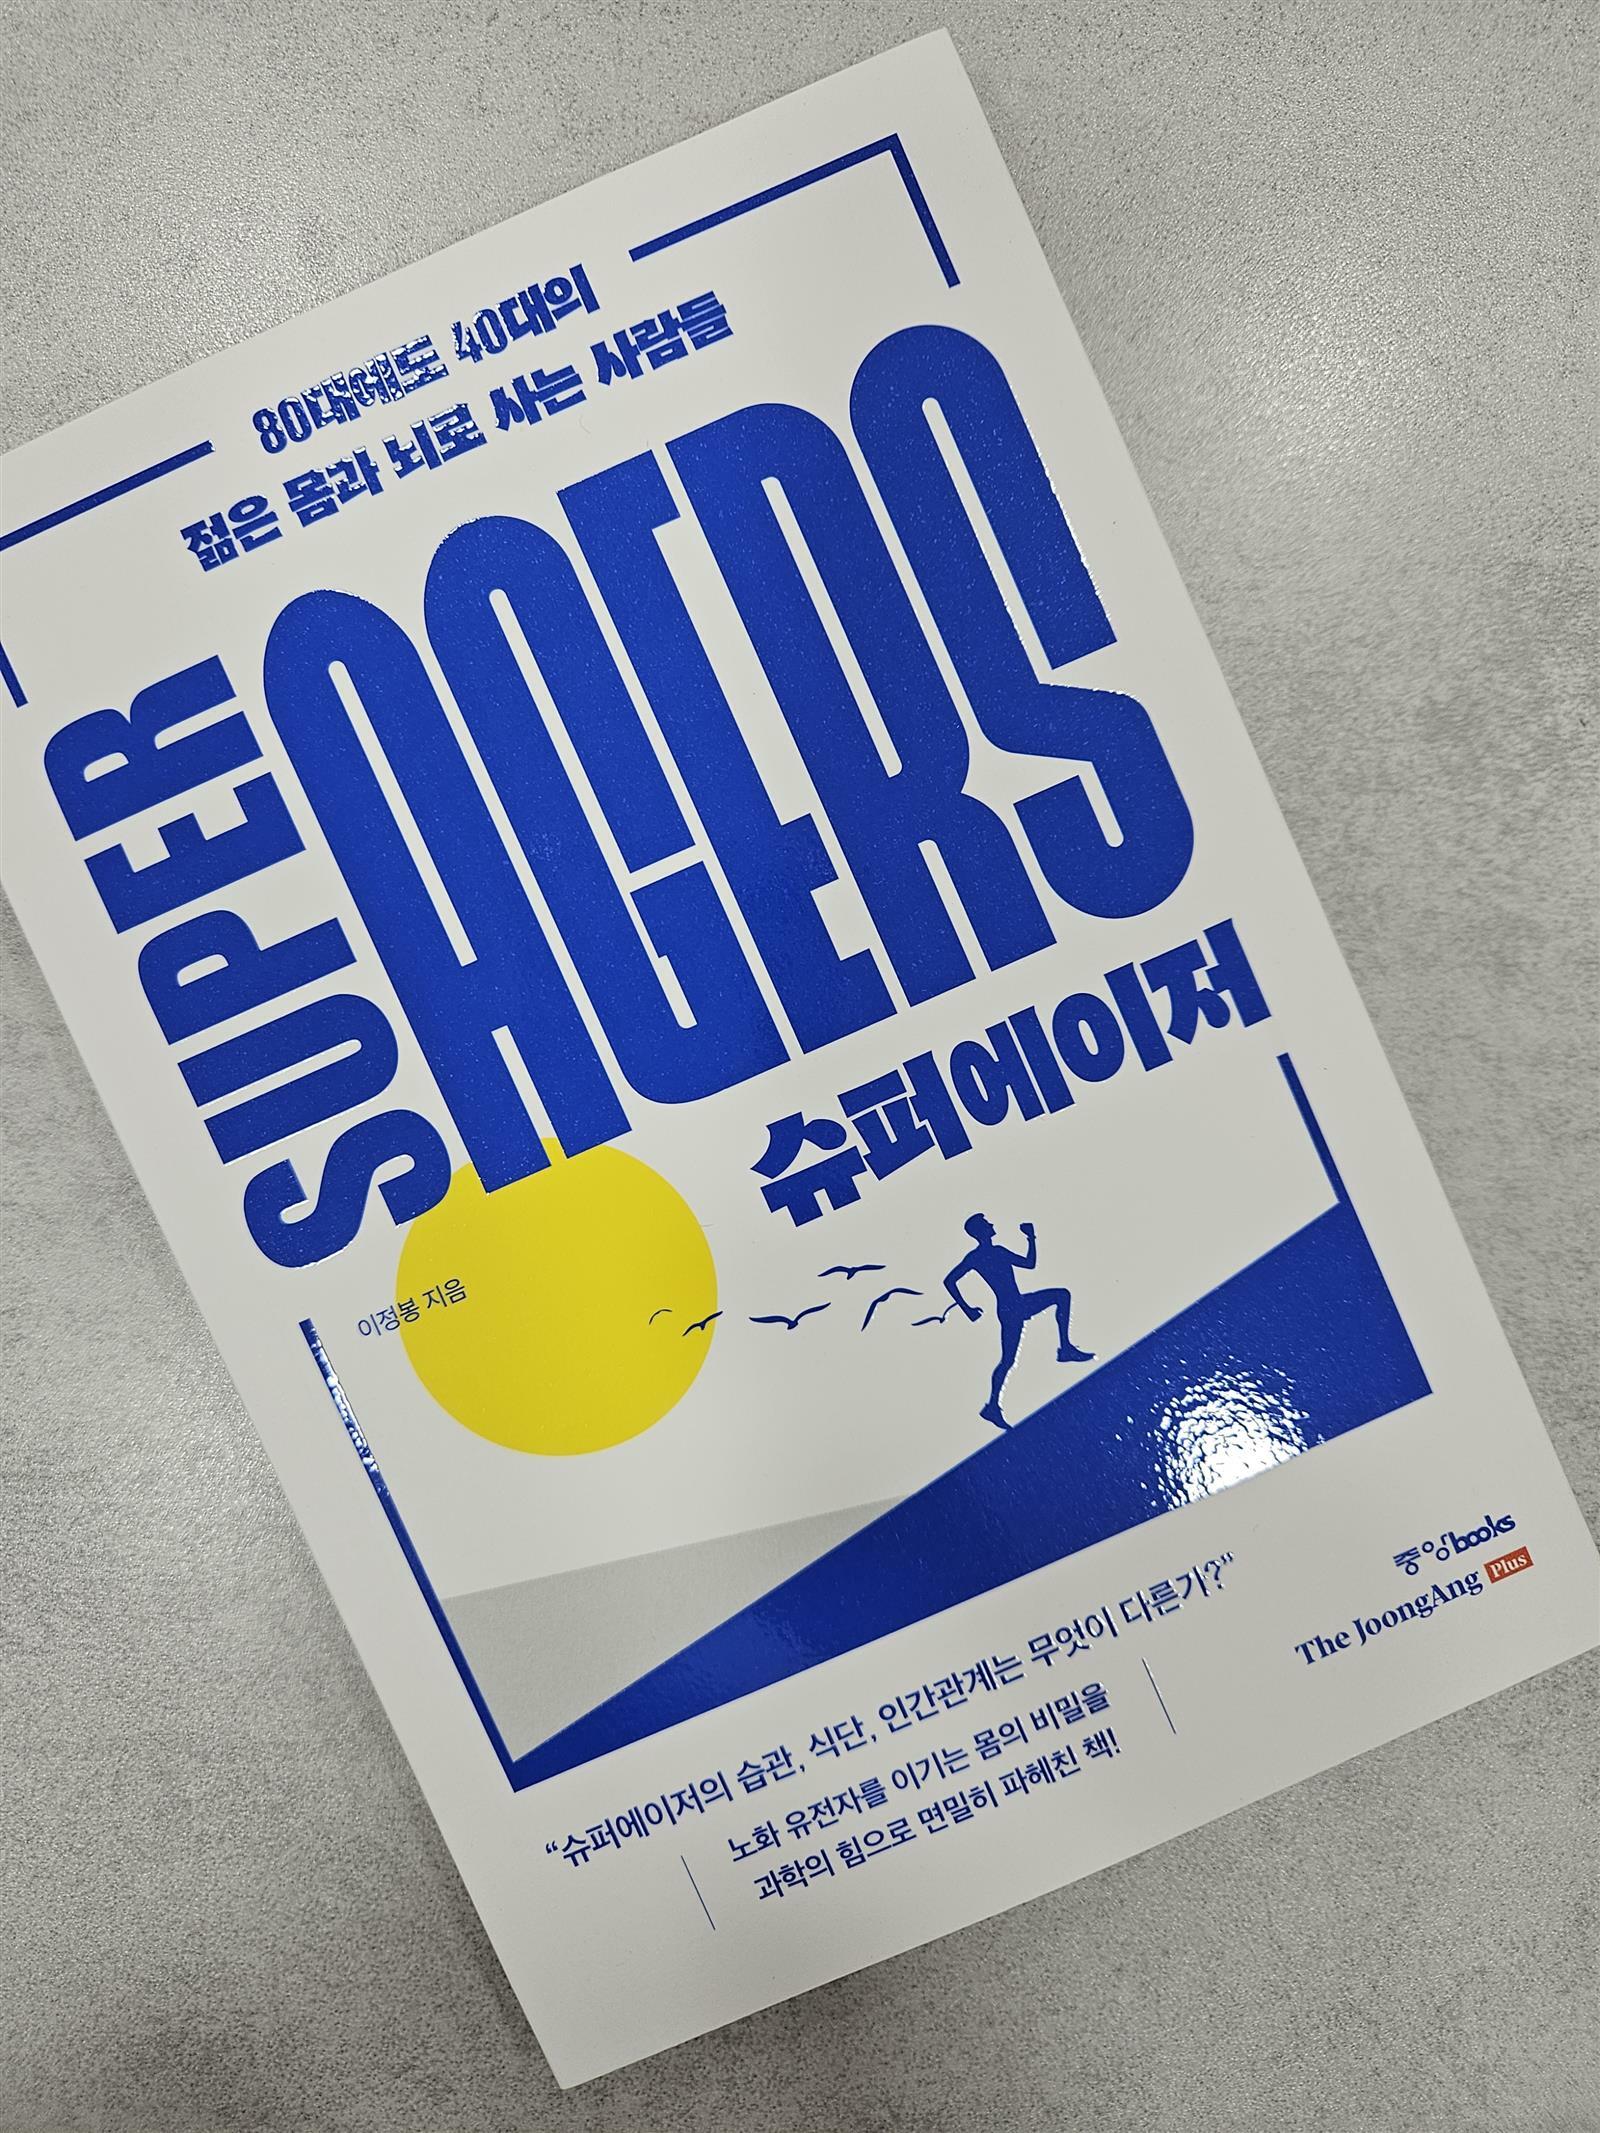 80대에도 40대의
젊은 몸과 뇌로 사는 사람들
SUPER
AGERS
슈퍼에이저
이정봉 지음
“슈퍼에이저의 습관, 식단, 인간관계는 무엇이 다른가?”
노화 유전자를 이기는 몸의 비밀을
과학의 힘으로 면밀히 파헤친 책!
중앙books
The JoongAng Plus